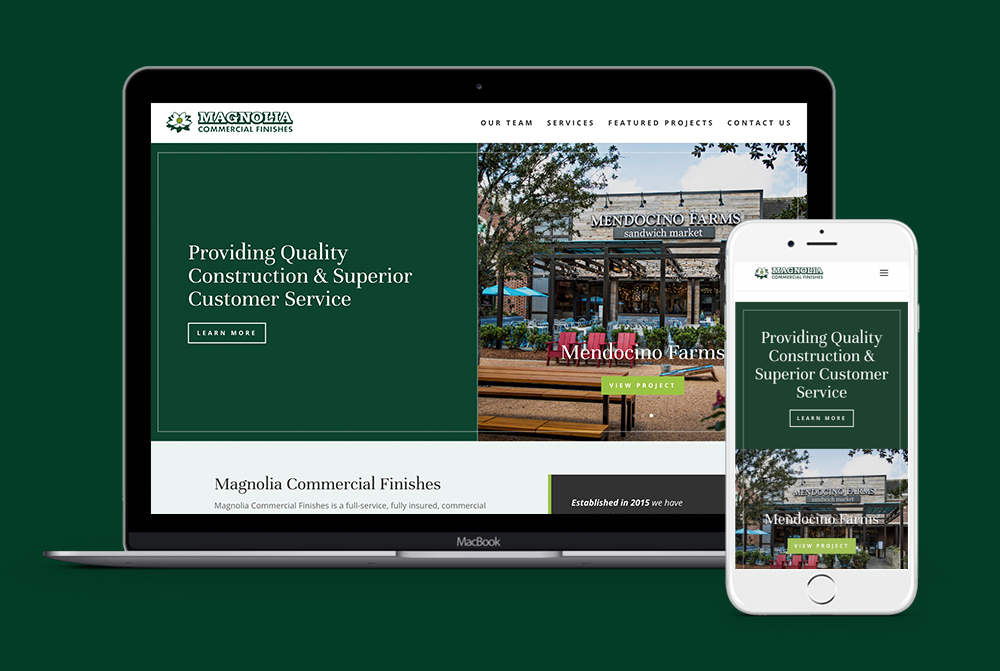 MAGNOLIA
COMMERCIAL FINISHES
OUR TEAM SERVICES FEATURED PROJECTS CONTACT US
Providing Quality
Construction & Superior
Customer Service
LEARN MORE
MENDOCINO FARMS
sandwich market
Mendocino Farms
VIEW PROJECT
Magnolia Commercial Finishes
Magnolia Commercial Finishes is a full-service, fully insured, commercial
Established in 2015 we have
MacBook
MAGNOLIA
COMMERCIAL FINISHES
Providing Quality
Construction &
Superior Customer
Service
LEARN MORE
MENDOCINO FARMS
sandwich market
Mendocino Farms
VIEW PROJECT